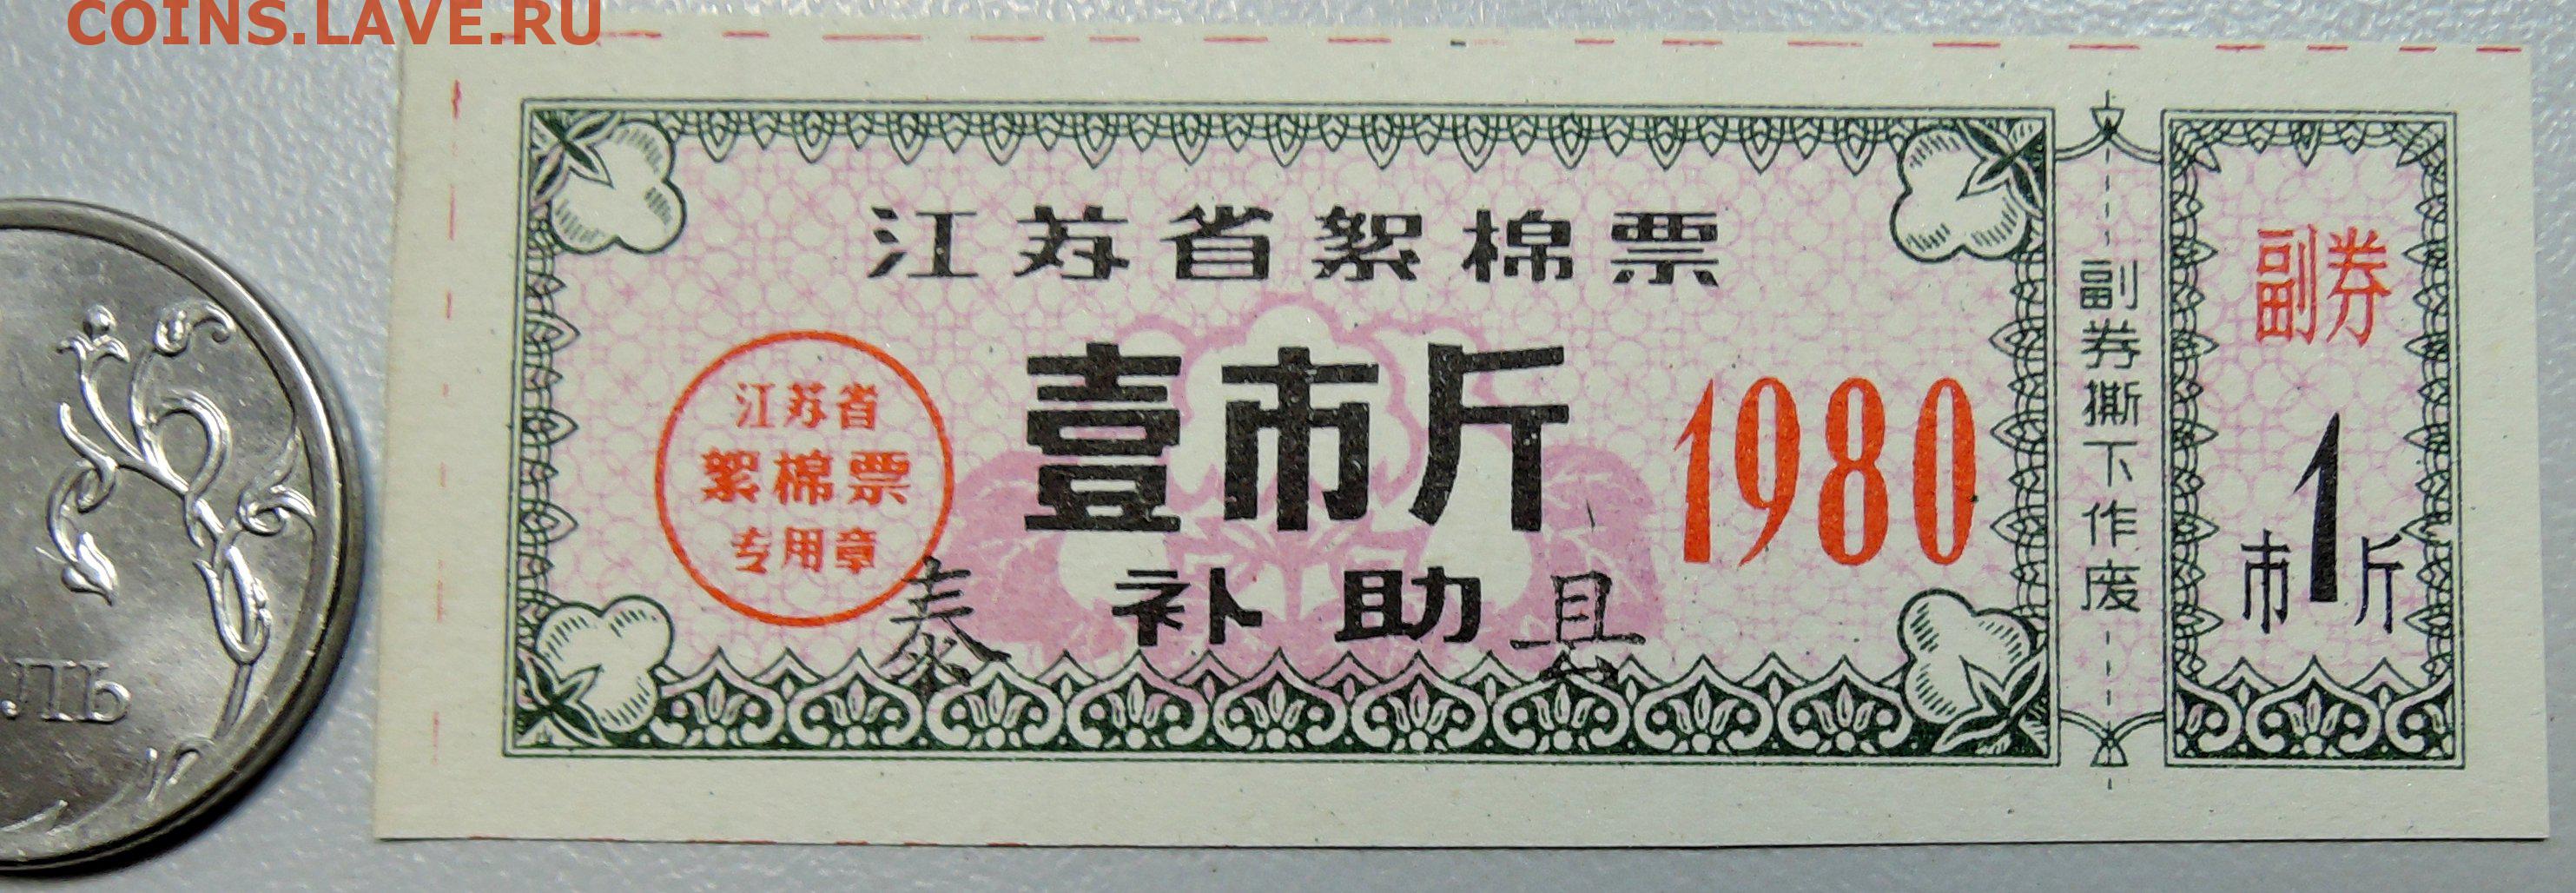 COINS.LAVE.RU
江苏省絮棉票
江苏省
絮棉票
专用章
壹市斤
1980
补助
泰县
副券撕下作废
副券
1
市斤
ЛЬ